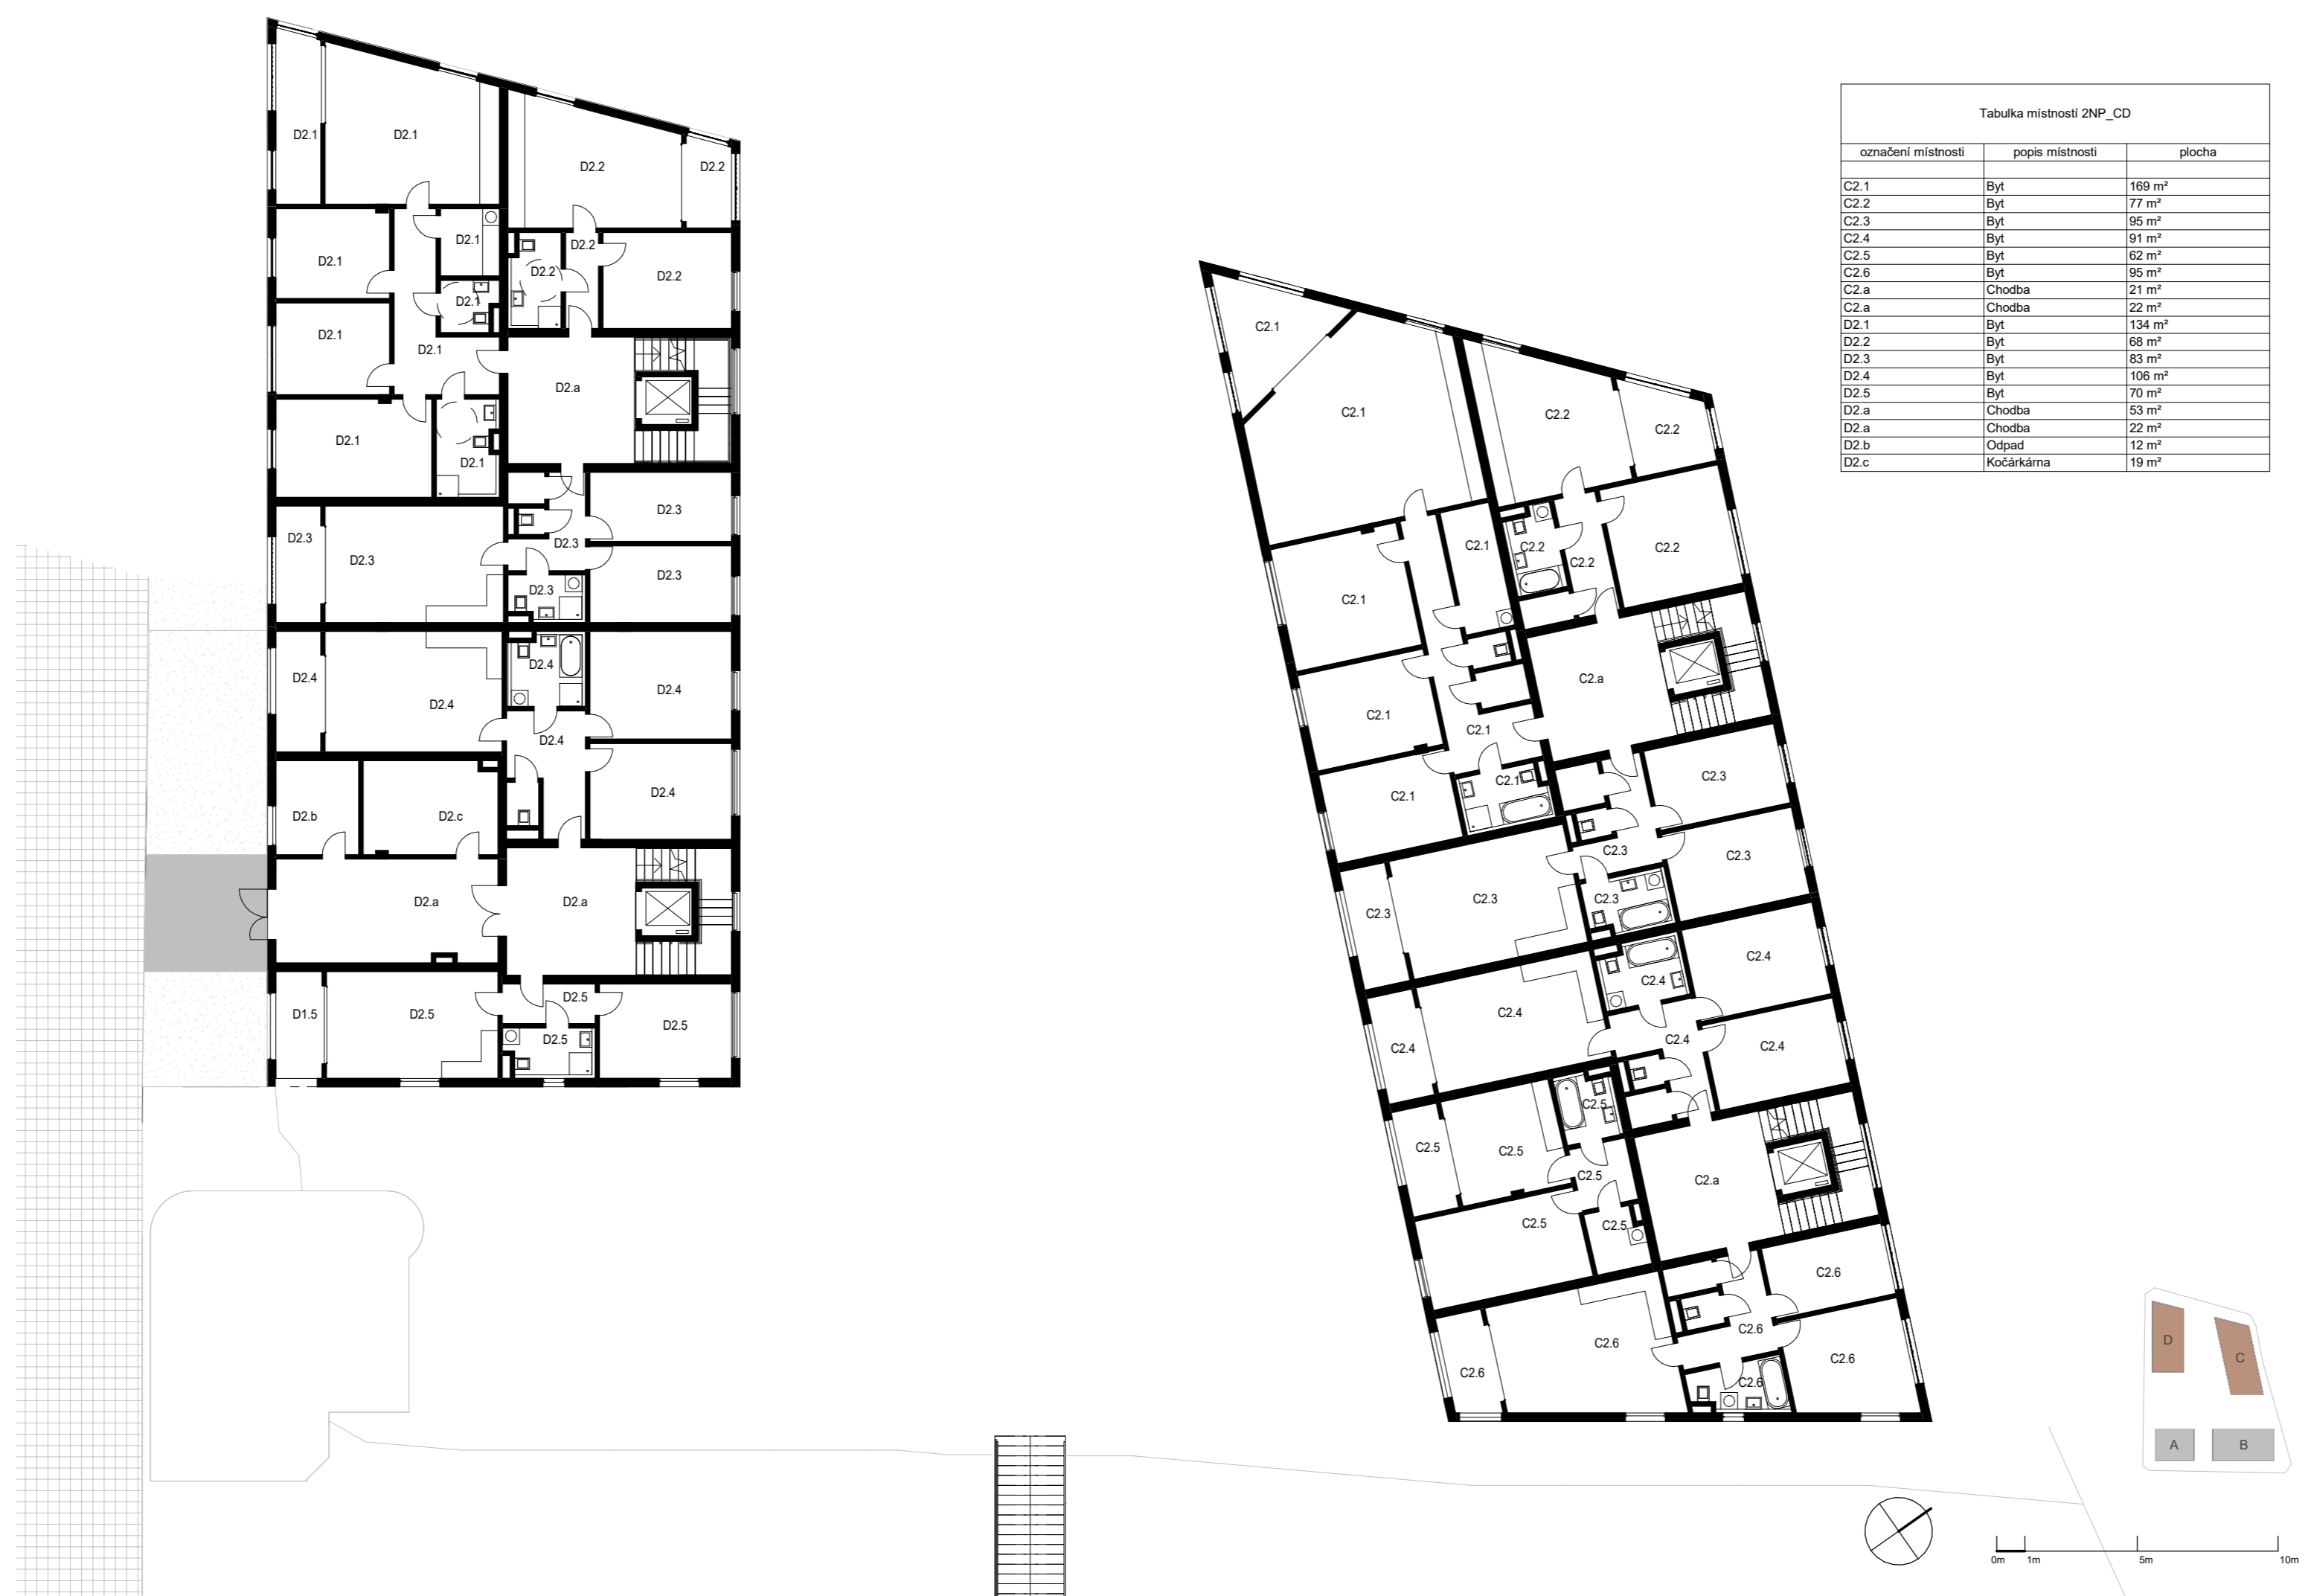 D2.1
D2.1
D2.2
D2.2
D2.1
D2.2
D2.1
D2.2
D2.2
D2.1
D2.1
D2.1
D2.a
D2.1
D2.1
D2.3
D2.3
D2.3
D2.3
D2.3
D2.3
D2.4
D2.4
D2.4
D2.4
D2.4
D2.4
D2.b
D2.c
D2.a
D2.a
D2.5
D1.5
D2.5
D2.5
D2.5
C2.1
C2.1
C2.2
C2.2
C2.1
C2.2
C2.2
C2.2
C2.1
C2.a
C2.1
C2.1
C2.1
C2.1
C2.3
C2.3
C2.3
C2.3
C2.3
C2.3
C2.4
C2.4
C2.4
C2.4
C2.4
C2.4
C2.5
C2.5
C2.5
C2.5
C2.a
C2.5
C2.5
C2.6
C2.6
C2.6
C2.6
C2.6
C2.6
Tabulka místností 2NP_CD
označení místnosti popis místnosti plocha
C2.1 Byt 169 m²
C2.2 Byt 77 m²
C2.3 Byt 95 m²
C2.4 Byt 91 m²
C2.5 Byt 62 m²
C2.6 Byt 95 m²
C2.a Chodba 21 m²
C2.a Chodba 22 m²
D2.1 Byt 134 m²
D2.2 Byt 68 m²
D2.3 Byt 83 m²
D2.4 Byt 106 m²
D2.5 Byt 70 m²
D2.a Chodba 53 m²
D2.a Chodba 22 m²
D2.b Odpad 12 m²
D2.c Kočárkárna 19 m²
D
C
A
B
0m 1m 5m 10m